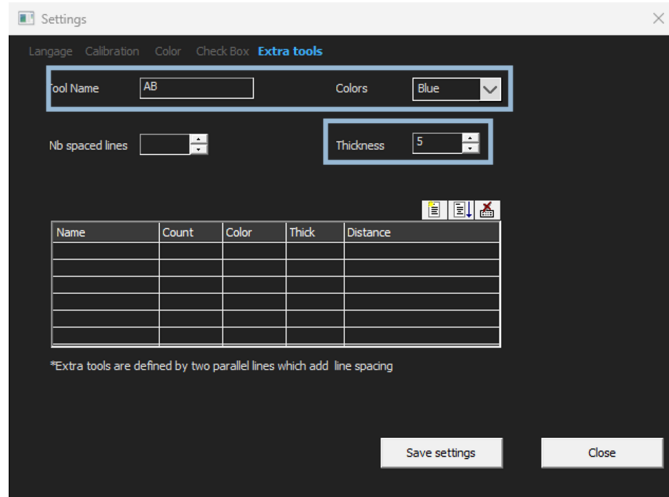 Settings
Langage Calibration Color Check Box Extra tools
Tool Name AB Colors Blue
Nb spaced lines Thickness 5
Name Count Color Thick Distance
*Extra tools are defined by two parallel lines which add line spacing
Save settings Close